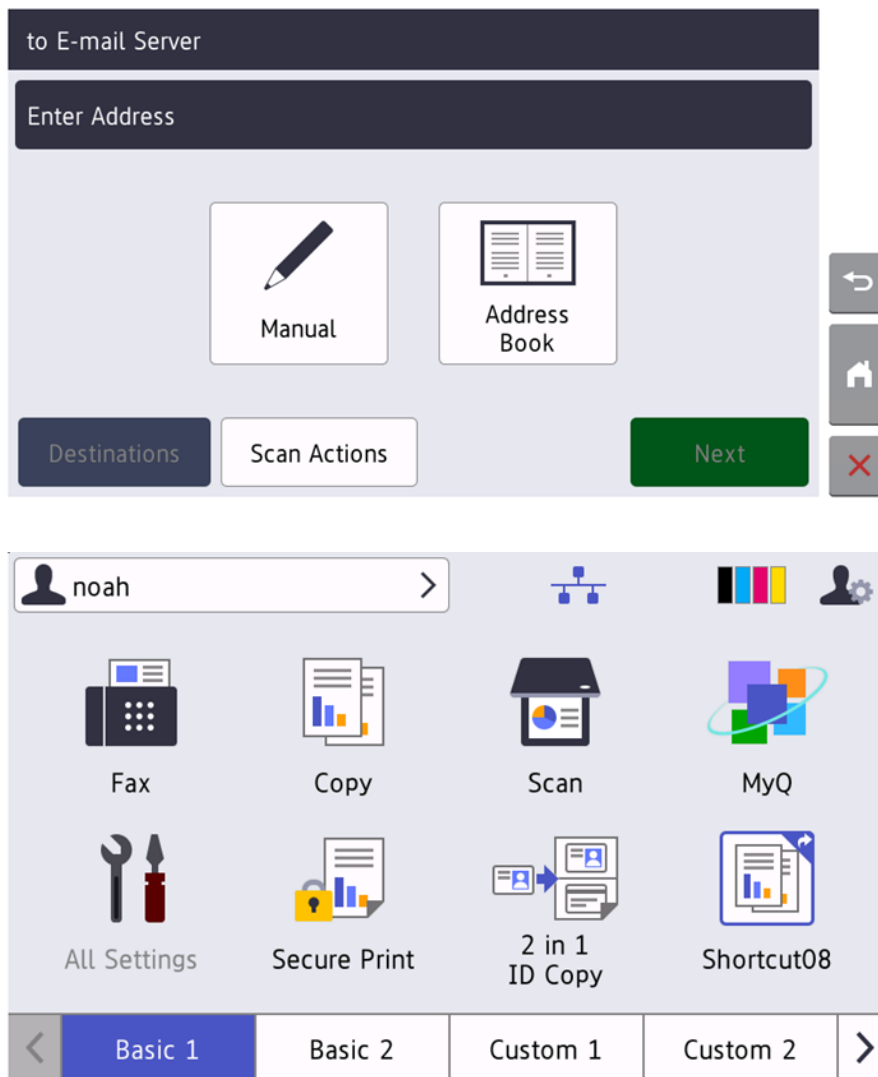 to E-mail Server
Enter Address
Manual
Address
Book
Destinations
Scan Actions
Next
noah
Fax
Copy
Scan
MyQ
All Settings
Secure Print
2 in 1
ID Copy
Shortcut08
Basic 1
Basic 2
Custom 1
Custom 2